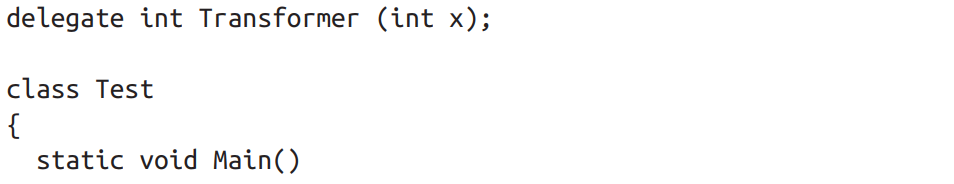 delegate int Transformer (int x);
class Test
{
  static void Main()